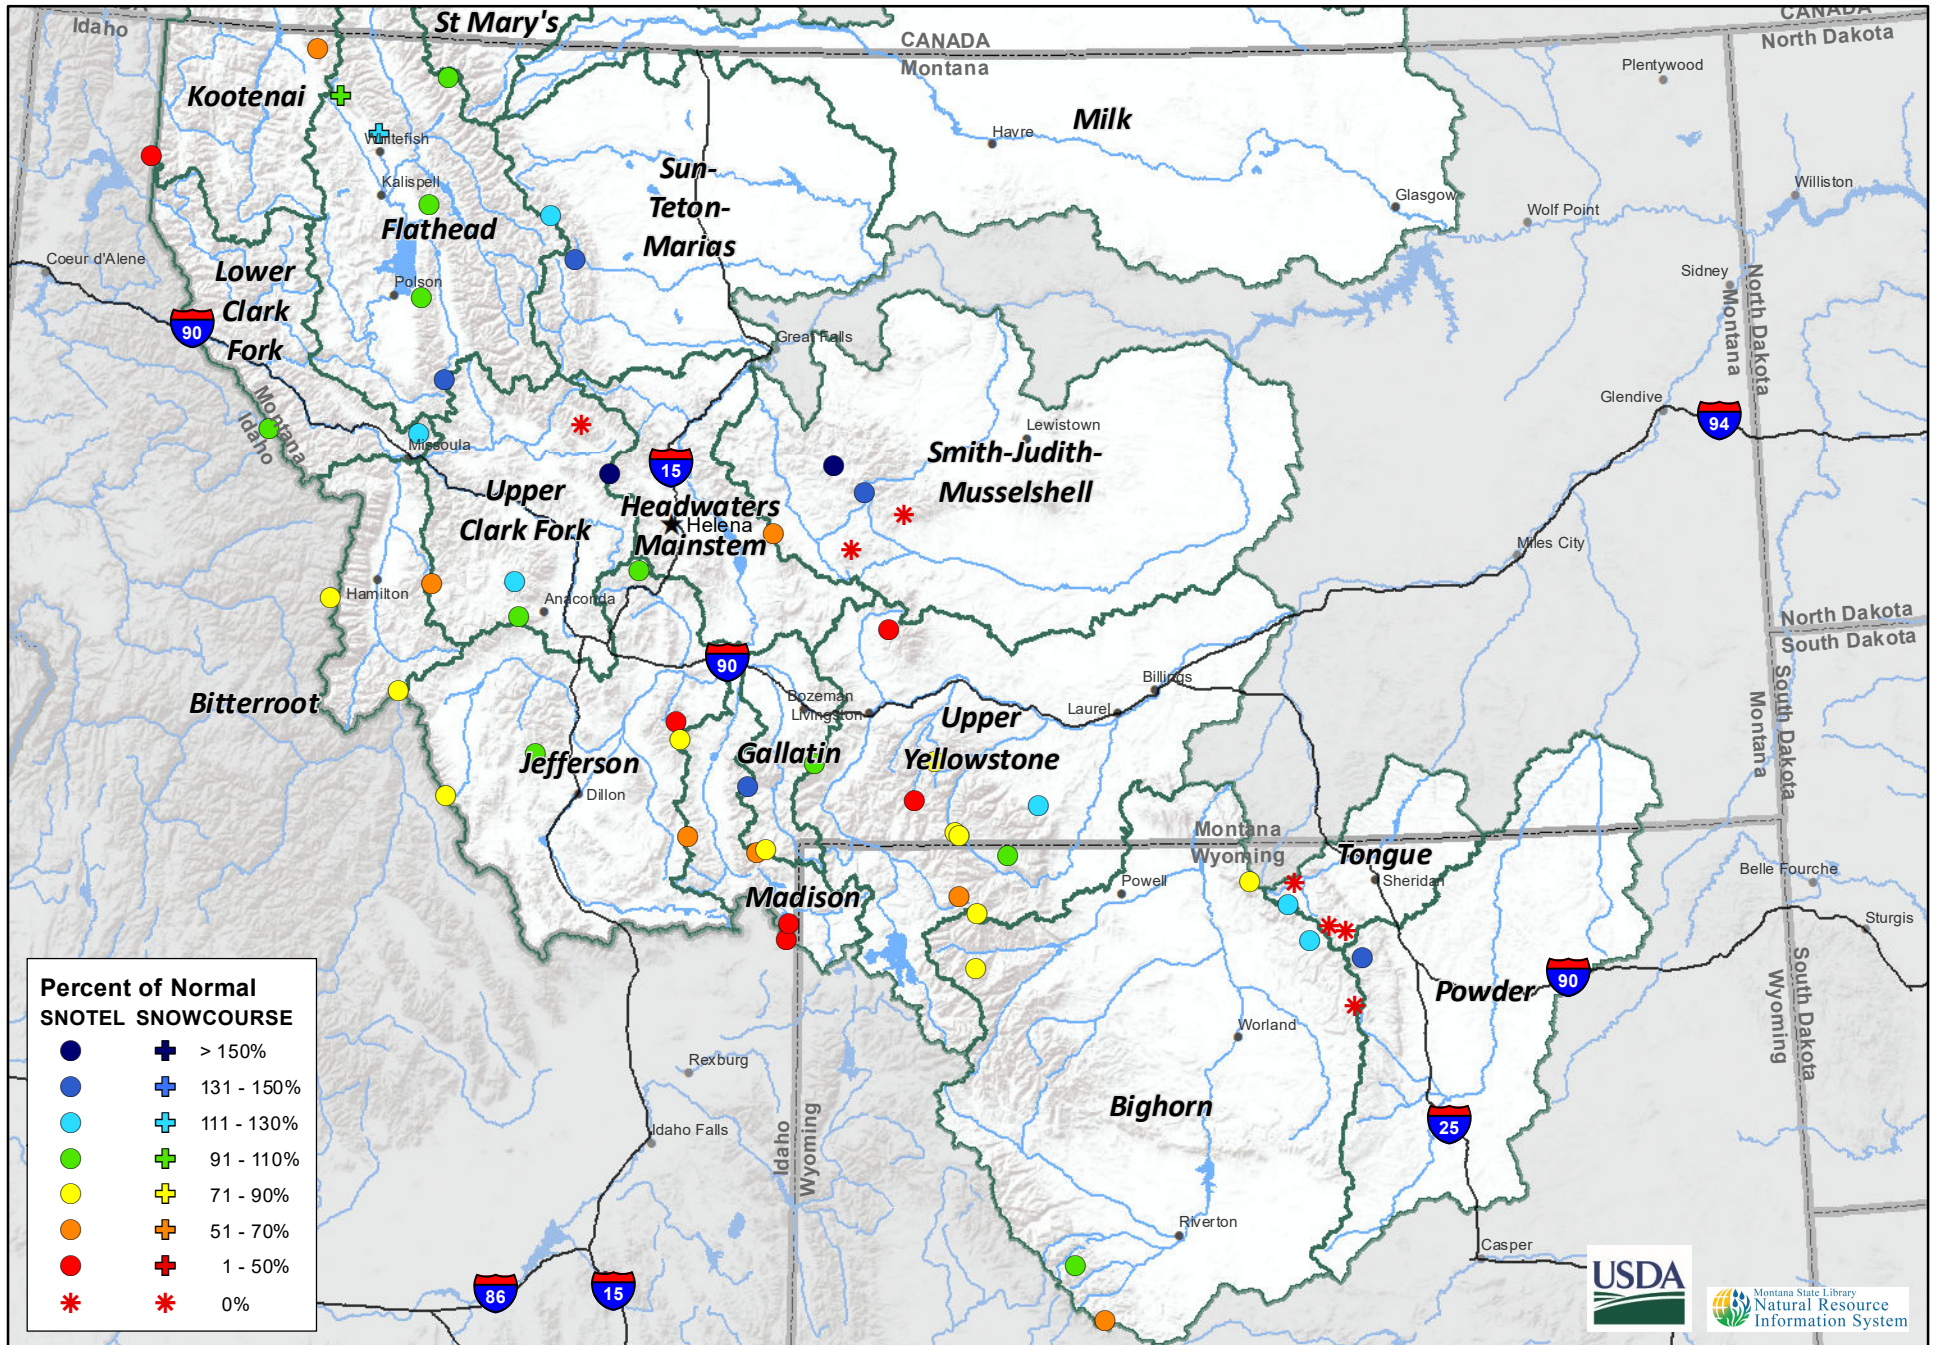 St Mary's
CANADA
Idaho
CANADA
Montana
CANADA
North Dakota
Plentywood
Kootenai
Whitefish
Kalispell
Flathead
Sun-
Teton-
Marias
Milk
Havre
Glasgow
Wolf Point
Williston
Coeur d'Alene
Lower
Clark
Fork
Polson
90
Great Falls
Sidney
North Dakota
Montana
Glendive
94
Montana
Idaho
Missoula
Lewistown
Smith-Judith-
Musselshell
15
Upper
Clark Fork
Headwaters
Helena
Mainstem
Miles City
Hamilton
Anaconda
North Dakota
South Dakota
90
Bitterroot
Bozeman
Livingston
Billings
Laurel
Upper
Yellowstone
Gallatin
Jefferson
Dillon
South Dakota
Montana
Montana
Wyoming
Tongue
Sheridan
Powell
Belle Fourche
Sturgis
Madison
90
Powder
Worland
South Dakota
Wyoming
Rexburg
Idaho Falls
Idaho
Wyoming
Bighorn
25
Riverton
Casper
86
15
Percent of Normal
SNOTEL SNOWCOURSE
> 150%
131 - 150%
111 - 130%
91 - 110%
71 - 90%
51 - 70%
1 - 50%
0%
USDA
Montana State Library
Natural Resource
Information System